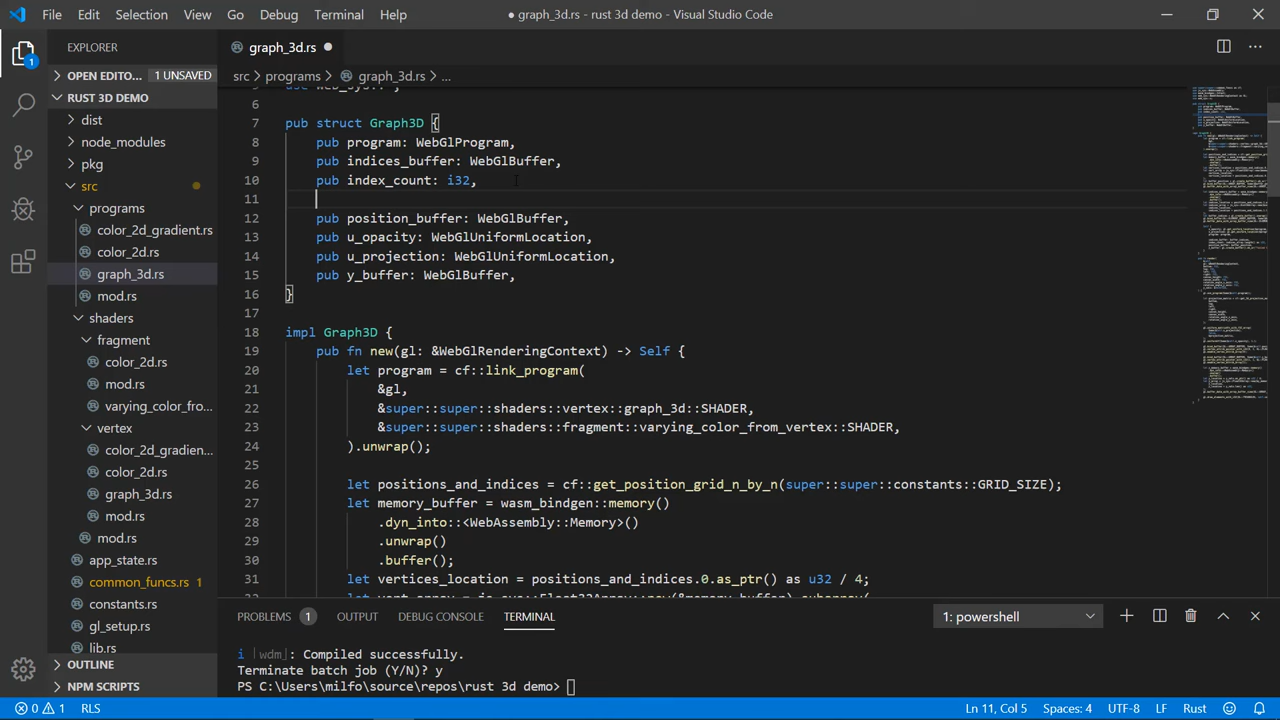 File Edit Selection View Go Debug Terminal Help ● graph_3d.rs - rust 3d demo - Visual Studio Code
EXPLORER
1
OPEN EDITO... 1 UNSAVED
RUST 3D DEMO
dist
node_modules
pkg
src
programs
color_2d_gradient.rs
color_2d.rs
graph_3d.rs
mod.rs
shaders
fragment
color_2d.rs
mod.rs
varying_color_from...
vertex
color_2d_gradien...
color_2d.rs
graph_3d.rs
mod.rs
mod.rs
app_state.rs
common_funcs.rs 1
constants.rs
gl_setup.rs
lib.rs
OUTLINE
NPM SCRIPTS
graph_3d.rs ●
src > programs > graph_3d.rs > ...
6
7 pub struct Graph3D {
8 pub program: WebGlProgram,
9 pub indices_buffer: WebGlBuffer,
10 pub index_count: i32,
11
12 pub position_buffer: WebGlBuffer,
13 pub u_opacity: WebGlUniformLocation,
14 pub u_projection: WebGlUniformLocation,
15 pub y_buffer: WebGlBuffer,
16 }
17
18 impl Graph3D {
19 pub fn new(gl: &WebGlRenderingContext) -> Self {
20 let program = cf::link_program(
21 &gl,
22 &super::super::shaders::vertex::graph_3d::SHADER,
23 &super::super::shaders::fragment::varying_color_from_vertex::SHADER,
24 ).unwrap();
25
26 let positions_and_indices = cf::get_position_grid_n_by_n(super::super::constants::GRID_SIZE);
27 let memory_buffer = wasm_bindgen::memory()
28 .dyn_into::<WebAssembly::Memory>()
29 .unwrap()
30 .buffer();
31 let vertices_location = positions_and_indices.0.as_ptr() as u32 / 4;
PROBLEMS 1 OUTPUT DEBUG CONSOLE TERMINAL 1: powershell
i ｢wdm｣: Compiled successfully.
Terminate batch job (Y/N)? y
PS C:\Users\milfo\source\repos\rust 3d demo>
0 1 RLS Ln 11, Col 5 Spaces: 4 UTF-8 LF Rust